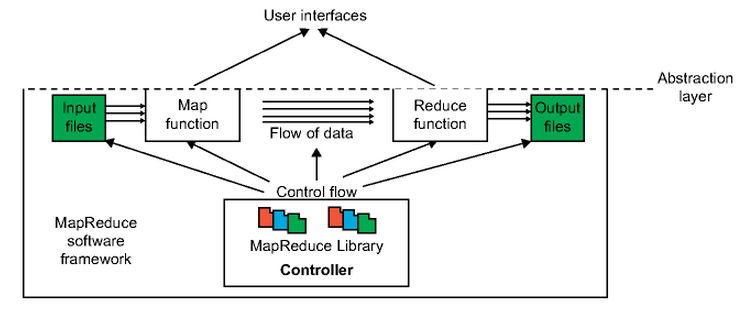 User interfaces
Abstraction
layer
Input
files
Map
function
Flow of data
Reduce
function
Output
files
Control flow
MapReduce
software
framework
MapReduce Library
Controller